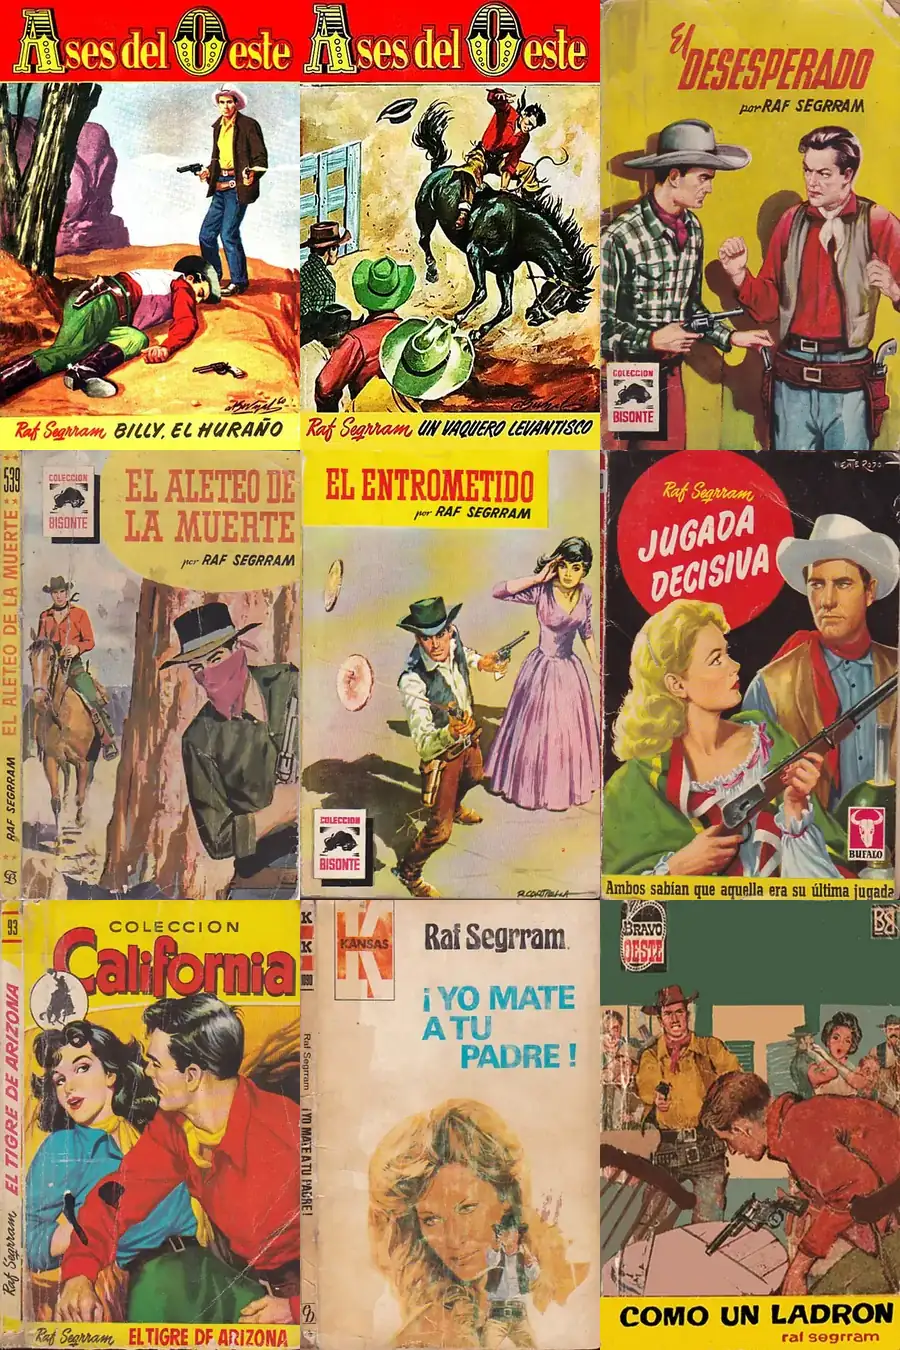 Ases del Oeste
Raf Segrram BILLY, EL HURAÑO
Ases del Oeste
Raf Segrram UN VAQUERO LEVANTISCO
El
DESESPERADO
por RAF SEGRRAM
COLECCION
BISONTE
539
EL ALETEO DE LA MUERTE
RAF SEGRRAM
COLECCION
BISONTE
EL ALETEO DE
LA MUERTE
por RAF SEGRRAM
EL ENTROMETIDO
por RAF SEGRRAM
COLECCION
BISONTE
R. CORTIELLA
Raf Segrram
JUGADA
DECISIVA
BUFALO
Ambos sabían que aquella era su última jugada
93
EL TIGRE DE ARIZONA
Raf Segrram
COLECCION
California
Raf Segrram EL TIGRE DE ARIZONA
K
K
1090
Raf Segrram
¡YO MATE A TU PADRE!
K
KANSAS
Raf Segrram
¡YO MATE
A TU
PADRE!
BRAVO
OESTE
BB
COMO UN LADRON
raf segrram